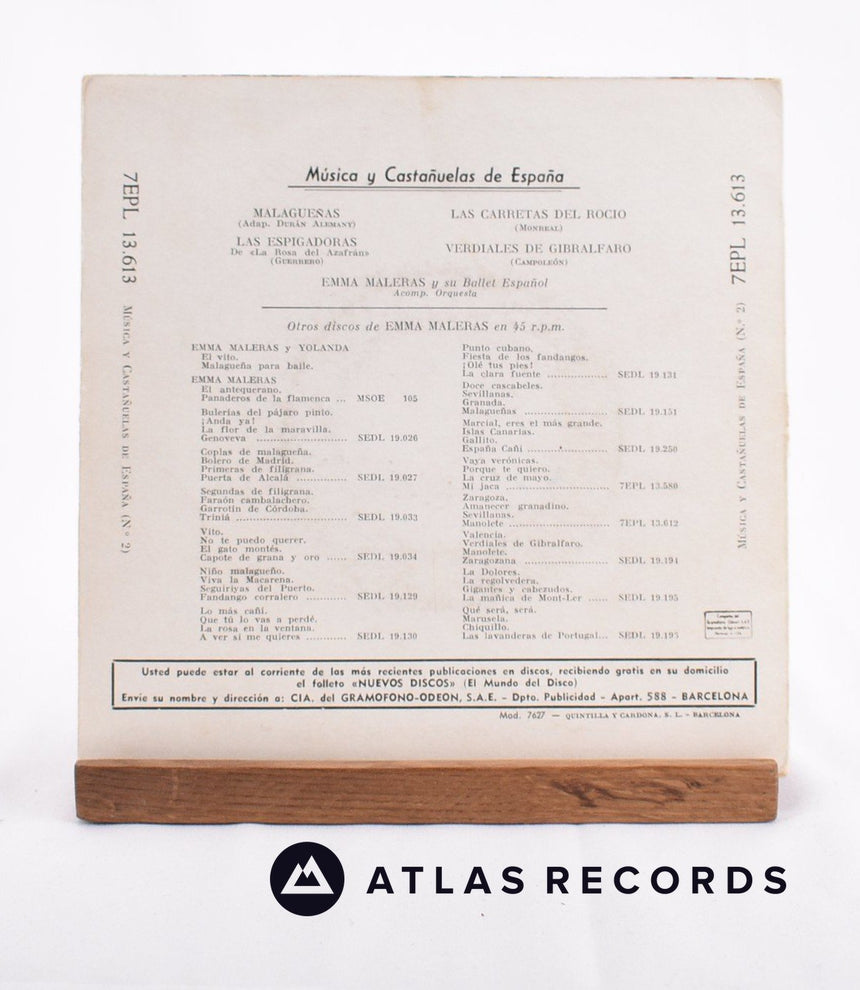 Música y Castañuelas de España
MALAGUEÑAS
(Adap. DURÁN ALEMANY)
LAS ESPIGADORAS
De «La Rosa del Azafrán»
(GUERRERO)
LAS CARRETAS DEL ROCIO
(MONREAL)
VERDIALES DE GIBRALFARO
(CAMPOLEÓN)
EMMA MALERAS y su Ballet Español
Acomp. Orquesta
Otros discos de EMMA MALERAS en 45 r.p.m.
EMMA MALERAS y YOLANDA
El vito.
Malagueña para baile.
EMMA MALERAS
El antequerano.
Panaderos de la flamenca ... MSOE 105
Bulerías del pájaro pinto.
¡Anda ya!
La flor de la maravilla.
Genoveva .................... SEDL 19.026
Coplas de malagueña.
Bolero de Madrid.
Primeras de filigrana.
Puerta de Alcalá ............ SEDL 19.027
Segundas de filigrana.
Faraón cambalachero.
Garrotín de Córdoba.
Triniá ...................... SEDL 19.033
Vito.
No te puedo querer.
El gato montés.
Capote de grana y oro ...... SEDL 19.034
Niño malagueño.
Viva la Macarena.
Seguiriyas del Puerto.
Fandango corralero ......... SEDL 19.129
Lo más cañí.
Que tú lo vas a perdé.
La rosa en la ventana.
A ver si me quieres ......... SEDL 19.130
Punto cubano.
Fiesta de los fandangos.
¡Olé tus pies!
La clara fuente ............. SEDL 19.131
Doce cascabeles.
Sevillanas.
Granada.
Malagueñas .................. SEDL 19.151
Marcial, eres el más grande.
Islas Canarias.
Gallito.
España Cañí ................. SEDL 19.250
Vaya verónicas.
Porque te quiero.
La cruz de mayo.
Mi jaca ..................... 7EPL 13.580
Zaragoza.
Amanecer granadino.
Sevillanas.
Manolete .................... 7EPL 13.612
Valencia.
Verdiales de Gibralfaro.
Manolete.
Zaragozana .................. SEDL 19.194
La Dolores.
La regolvedera.
Gigantes y cabezudos.
La mañica de Mont-Ler ...... SEDL 19.195
Qué será, será.
Marusela.
Chiquillo.
Las lavanderas de Portugal... SEDL 19.195
7EPL 13.613 MÚSICA Y CASTAÑUELAS DE ESPAÑA (N.º 2)
7EPL 13.613 MÚSICA Y CASTAÑUELAS DE ESPAÑA (N.º 2)
Usted puede estar al corriente de las más recientes publicaciones en discos, recibiendo gratis en su domicilio
el folleto «NUEVOS DISCOS» (El Mundo del Disco)
Envíe su nombre y dirección a: CIA. del GRAMOFONO-ODEON, S.A.E. - Dpto. Publicidad - Apart. 588 - BARCELONA
Mod. 7627 — QUINTILLA Y CARDONA, S. L. - BARCELONA
ATLAS RECORDS